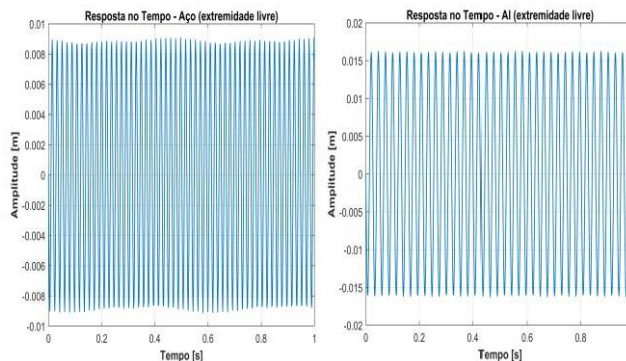 Resposta no Tempo - Aço (extremidade livre)
0.01
0.008
0.006
0.004
0.002
0
-0.002
-0.004
-0.006
-0.008
-0.01
Amplitude [m]
0 0.2 0.4 0.6 0.8 1
Tempo [s]
Resposta no Tempo - Al (extremidade livre)
0.02
0.015
0.01
0.005
0
-0.005
-0.01
-0.015
-0.02
Amplitude [m]
0 0.2 0.4 0.6 0.8
Tempo [s]